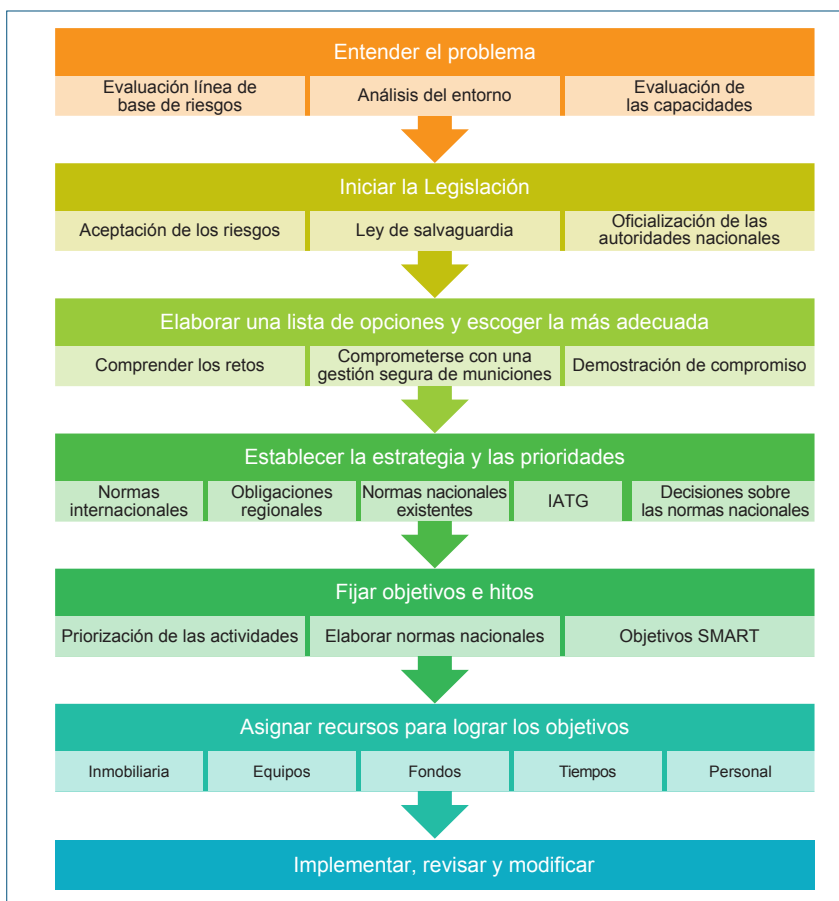 Entender el problema
Evaluación línea de
base de riesgos
Análisis del entorno
Evaluación de
las capacidades
Iniciar la Legislación
Aceptación de los riesgos
Ley de salvaguardia
Oficialización de las
autoridades nacionales
Elaborar una lista de opciones y escoger la más adecuada
Comprender los retos
Comprometerse con una
gestión segura de municiones
Demostración de compromiso
Establecer la estrategia y las prioridades
Normas
internacionales
Obligaciones
regionales
Normas nacionales
existentes
IATG
Decisiones sobre
las normas nacionales
Fijar objetivos e hitos
Priorización de las actividades
Elaborar normas nacionales
Objetivos SMART
Asignar recursos para lograr los objetivos
Inmobiliaria
Equipos
Fondos
Tiempos
Personal
Implementar, revisar y modificar